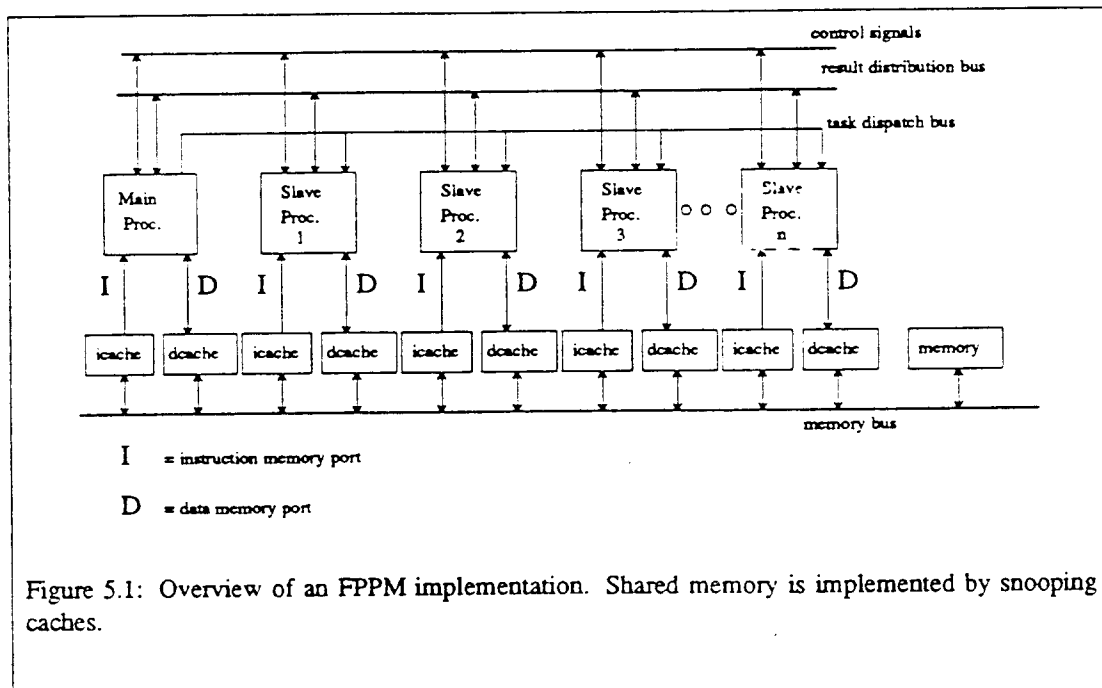 control signals
result distribution bus
task dispatch bus
Main
Proc.
Slave
Proc.
1
Slave
Proc.
2
Slave
Proc.
3
Slave
Proc.
n
I D I D I D I D I D
icache dcache icache dcache icache dcache icache dcache icache dcache memory
memory bus
I = instruction memory port
D = data memory port
Figure 5.1: Overview of an FPPM implementation. Shared memory is implemented by snooping
caches.